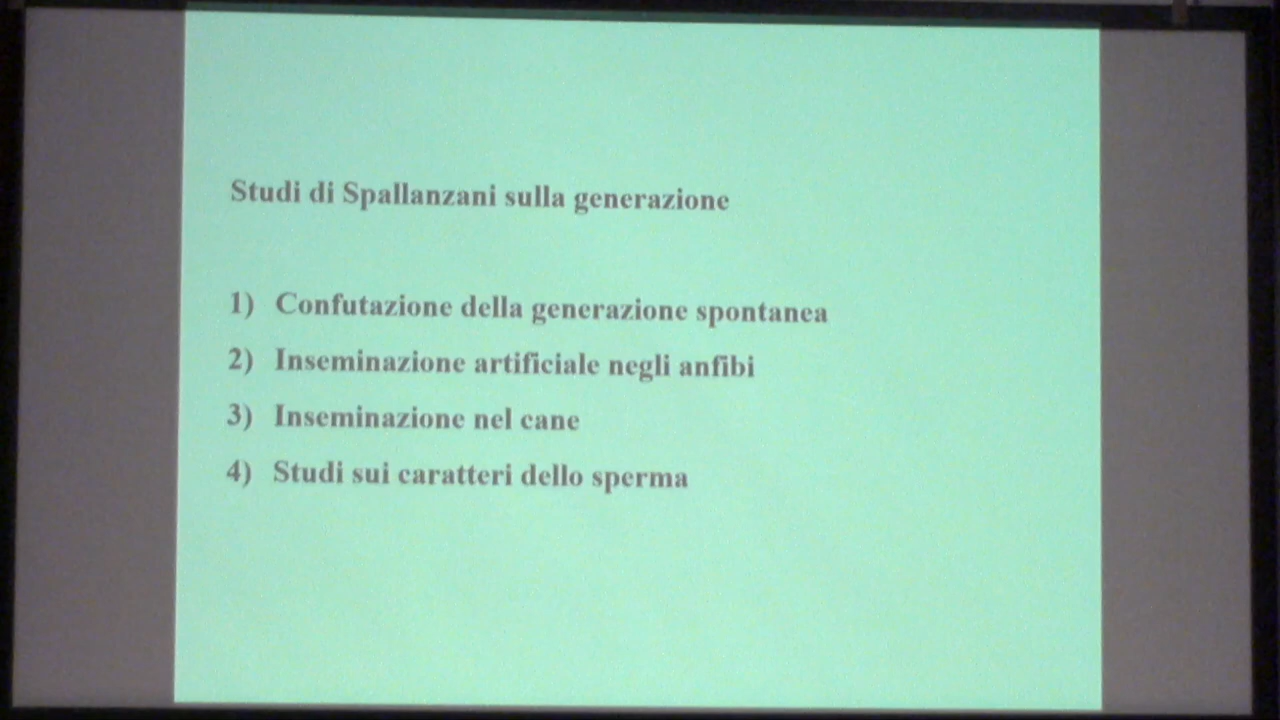 Studi di Spallanzani sulla generazione
1) Confutazione della generazione spontanea
2) Inseminazione artificiale negli anfibi
3) Inseminazione nel cane
4) Studi sui caratteri dello sperma